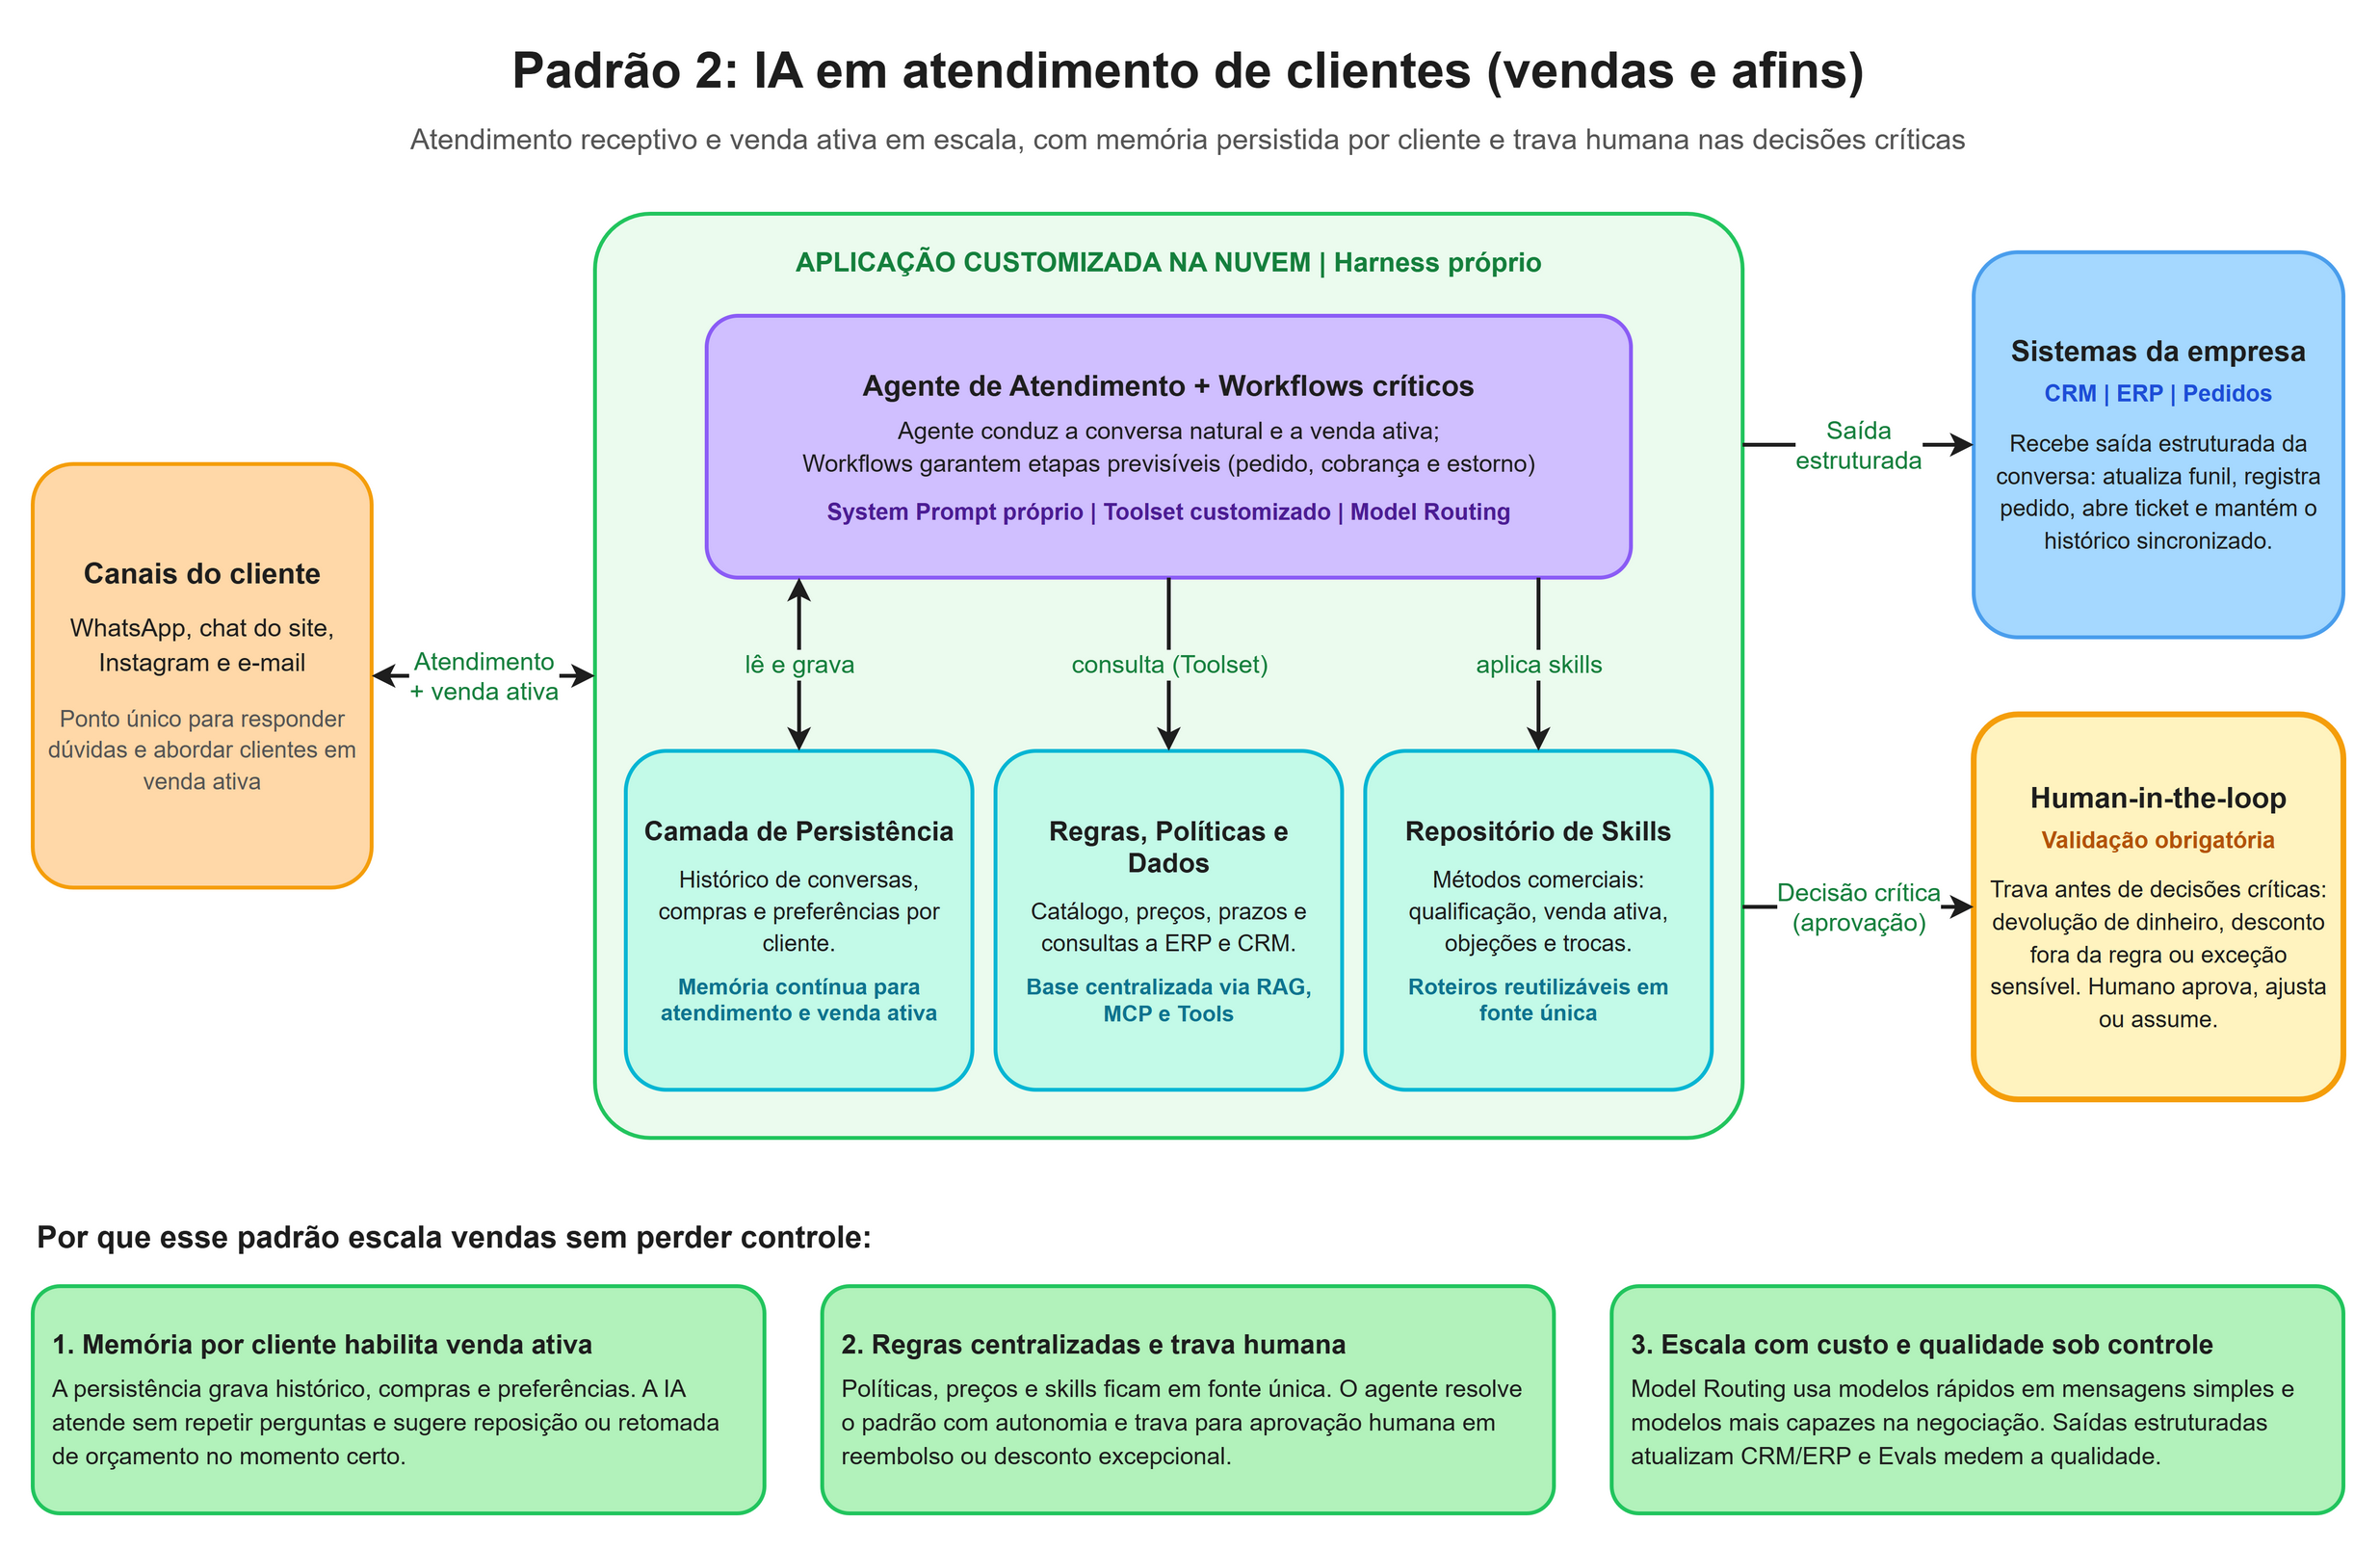 Padrão 2: IA em atendimento de clientes (vendas e afins)
Atendimento receptivo e venda ativa em escala, com memória persistida por cliente e trava humana nas decisões críticas
Canais do cliente
WhatsApp, chat do site,
Instagram e e-mail
Ponto único para responder
dúvidas e abordar clientes em
venda ativa
Atendimento
+ venda ativa
APLICAÇÃO CUSTOMIZADA NA NUVEM | Harness próprio
Agente de Atendimento + Workflows críticos
Agente conduz a conversa natural e a venda ativa;
Workflows garantem etapas previsíveis (pedido, cobrança e estorno)
System Prompt próprio | Toolset customizado | Model Routing
lê e grava
consulta (Toolset)
aplica skills
Camada de Persistência
Histórico de conversas,
compras e preferências por
cliente.
Memória contínua para
atendimento e venda ativa
Regras, Políticas e
Dados
Catálogo, preços, prazos e
consultas a ERP e CRM.
Base centralizada via RAG,
MCP e Tools
Repositório de Skills
Métodos comerciais:
qualificação, venda ativa,
objeções e trocas.
Roteiros reutilizáveis em
fonte única
Saída
estruturada
Sistemas da empresa
CRM | ERP | Pedidos
Recebe saída estruturada da
conversa: atualiza funil, registra
pedido, abre ticket e mantém o
histórico sincronizado.
Decisão crítica
(aprovação)
Human-in-the-loop
Validação obrigatória
Trava antes de decisões críticas:
devolução de dinheiro, desconto
fora da regra ou exceção
sensível. Humano aprova, ajusta
ou assume.
Por que esse padrão escala vendas sem perder controle:
1. Memória por cliente habilita venda ativa
A persistência grava histórico, compras e preferências. A IA
atende sem repetir perguntas e sugere reposição ou retomada
de orçamento no momento certo.
2. Regras centralizadas e trava humana
Políticas, preços e skills ficam em fonte única. O agente resolve
o padrão com autonomia e trava para aprovação humana em
reembolso ou desconto excepcional.
3. Escala com custo e qualidade sob controle
Model Routing usa modelos rápidos em mensagens simples e
modelos mais capazes na negociação. Saídas estruturadas
atualizam CRM/ERP e Evals medem a qualidade.